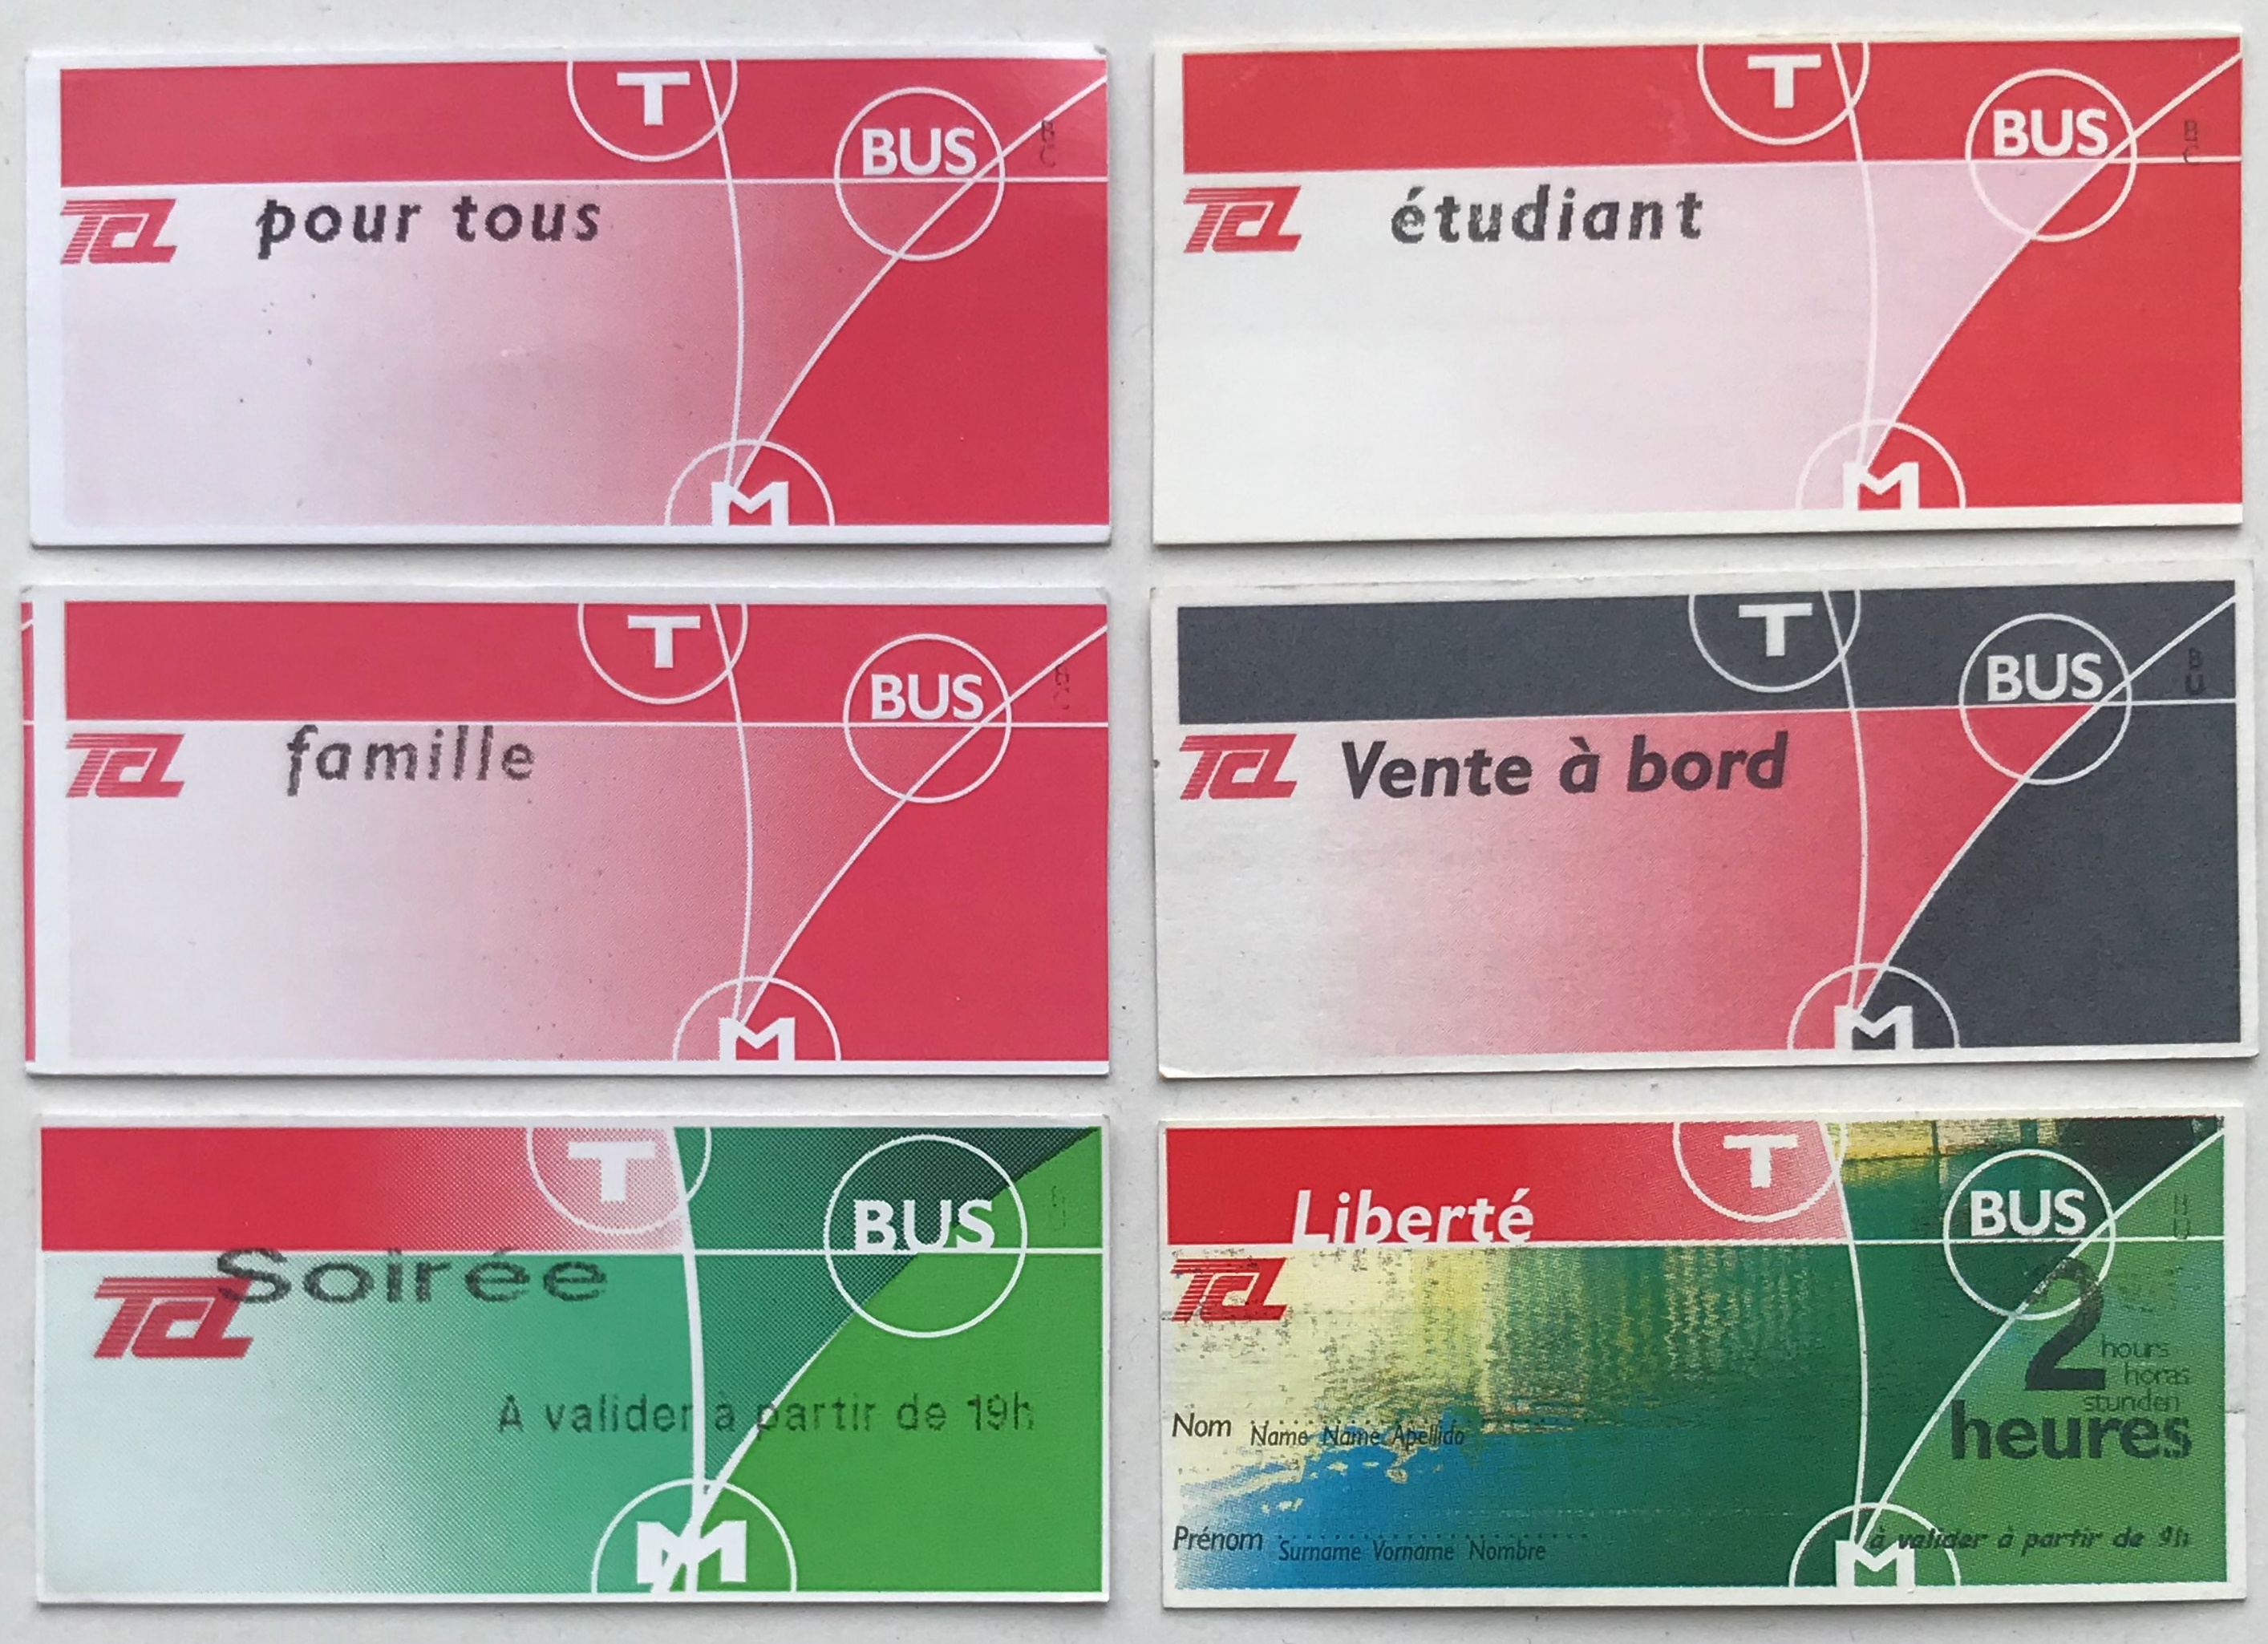 T
BUS
B
C
TCL pour tous
M
T
BUS
B
C
TCL étudiant
M
T
BUS
B
C
TCL famille
M
T
BUS
B
U
TCL Vente à bord
M
T
BUS
TCL Soirée
A valider à partir de 19h
M
T
Liberté
BUS
TCL
2
hours
horas
stunden
heures
Nom
Name Name Apellido
Prénom
Surname Vorname Nombre
à valider à partir de 9h
M